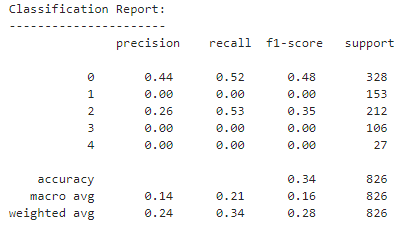 Classification Report:
----------------------
precision recall f1-score support
0 0.44 0.52 0.48 328
1 0.00 0.00 0.00 153
2 0.26 0.53 0.35 212
3 0.00 0.00 0.00 106
4 0.00 0.00 0.00 27
accuracy 0.34 826
macro avg 0.14 0.21 0.16 826
weighted avg 0.24 0.34 0.28 826